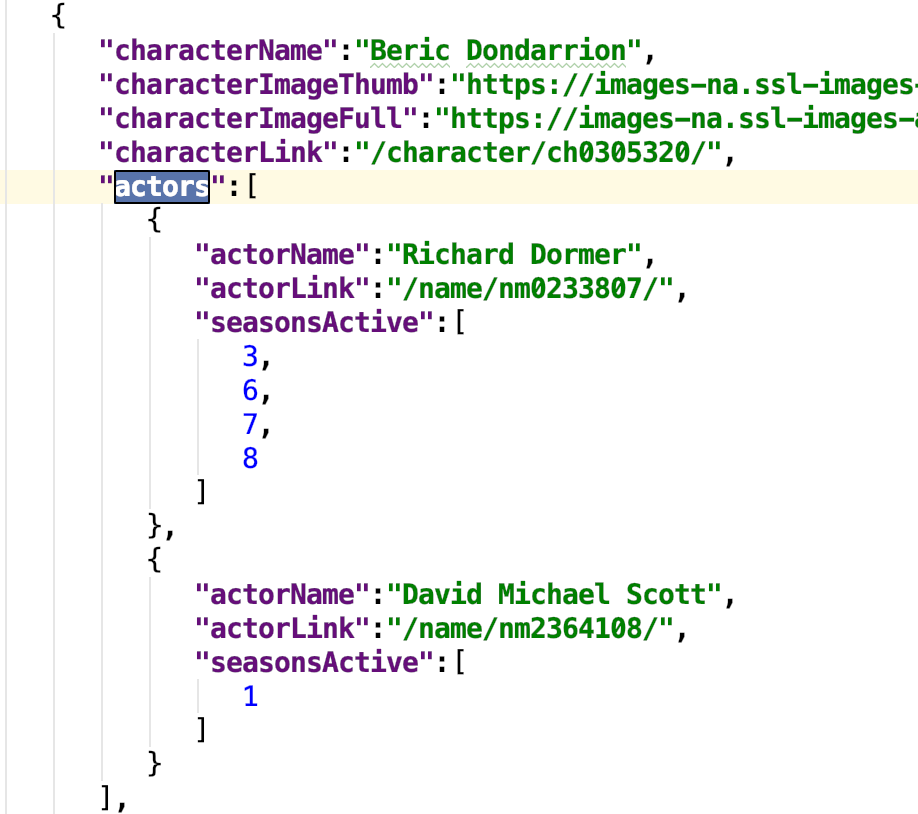 {
"characterName":"Beric Dondarrion",
"characterImageThumb":"https://images-na.ssl-images-
"characterImageFull":"https://images-na.ssl-images-a
"characterLink":"/character/ch0305320/",
"actors":[
{
"actorName":"Richard Dormer",
"actorLink":"/name/nm0233807/",
"seasonsActive":[
3,
6,
7,
8
]
},
{
"actorName":"David Michael Scott",
"actorLink":"/name/nm2364108/",
"seasonsActive":[
1
]
}
],